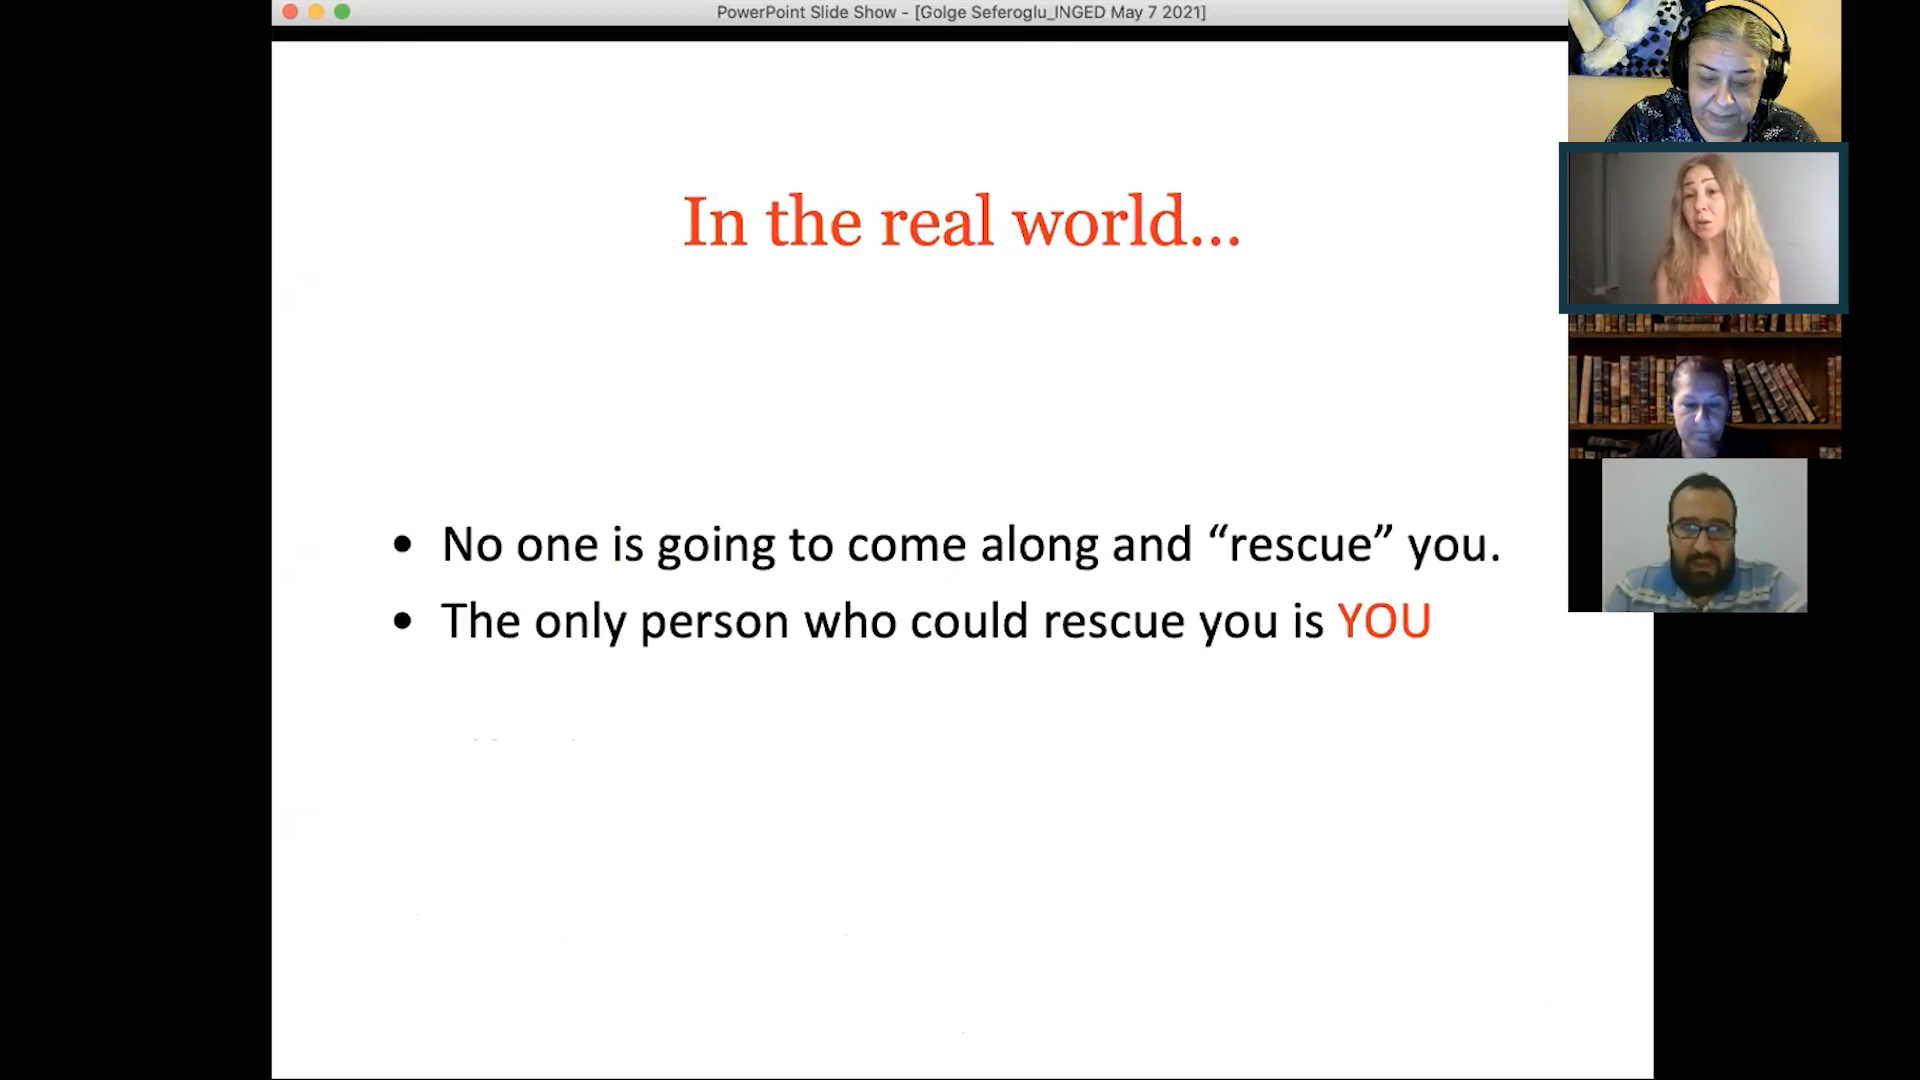 PowerPoint Slide Show - [Golge Seferoglu_INGED May 7 2021]
In the real world...
• No one is going to come along and “rescue” you.
• The only person who could rescue you is YOU